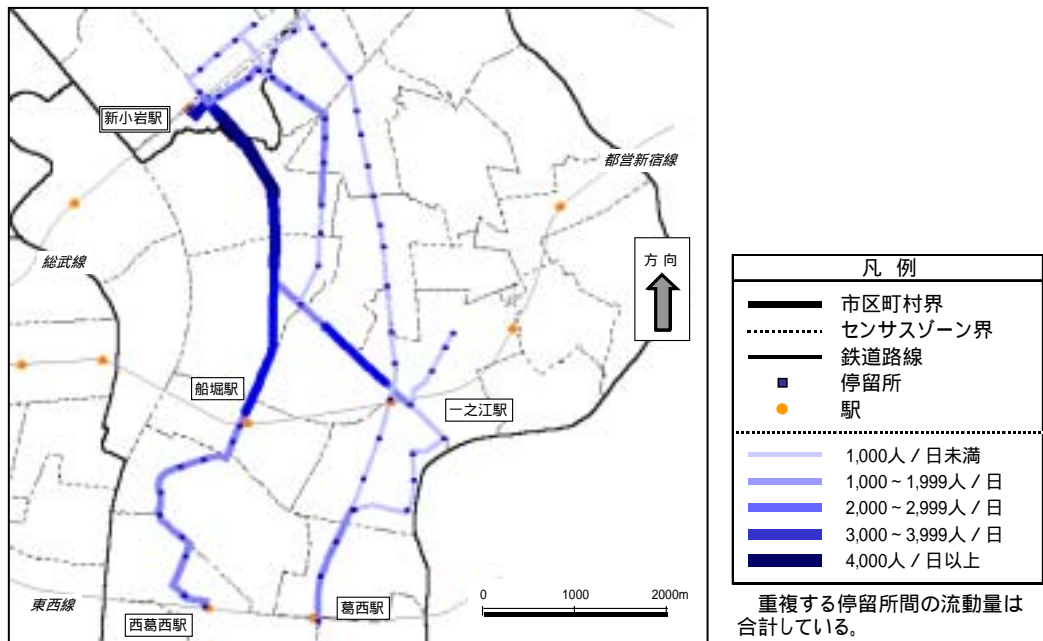 新小岩駅
都営新宿線
方 向
総武線
船堀駅
一之江駅
東西線
西葛西駅
葛西駅
0 1000 2000m
凡 例
市区町村界
センサスゾーン界
鉄道路線
停留所
駅
1,000人 / 日未満
1,000~1,999人 / 日
2,000~2,999人 / 日
3,000~3,999人 / 日
4,000人 / 日以上
重複する停留所間の流動量は
合計している。